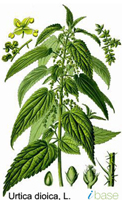 Urtica dioica, L.
ibase